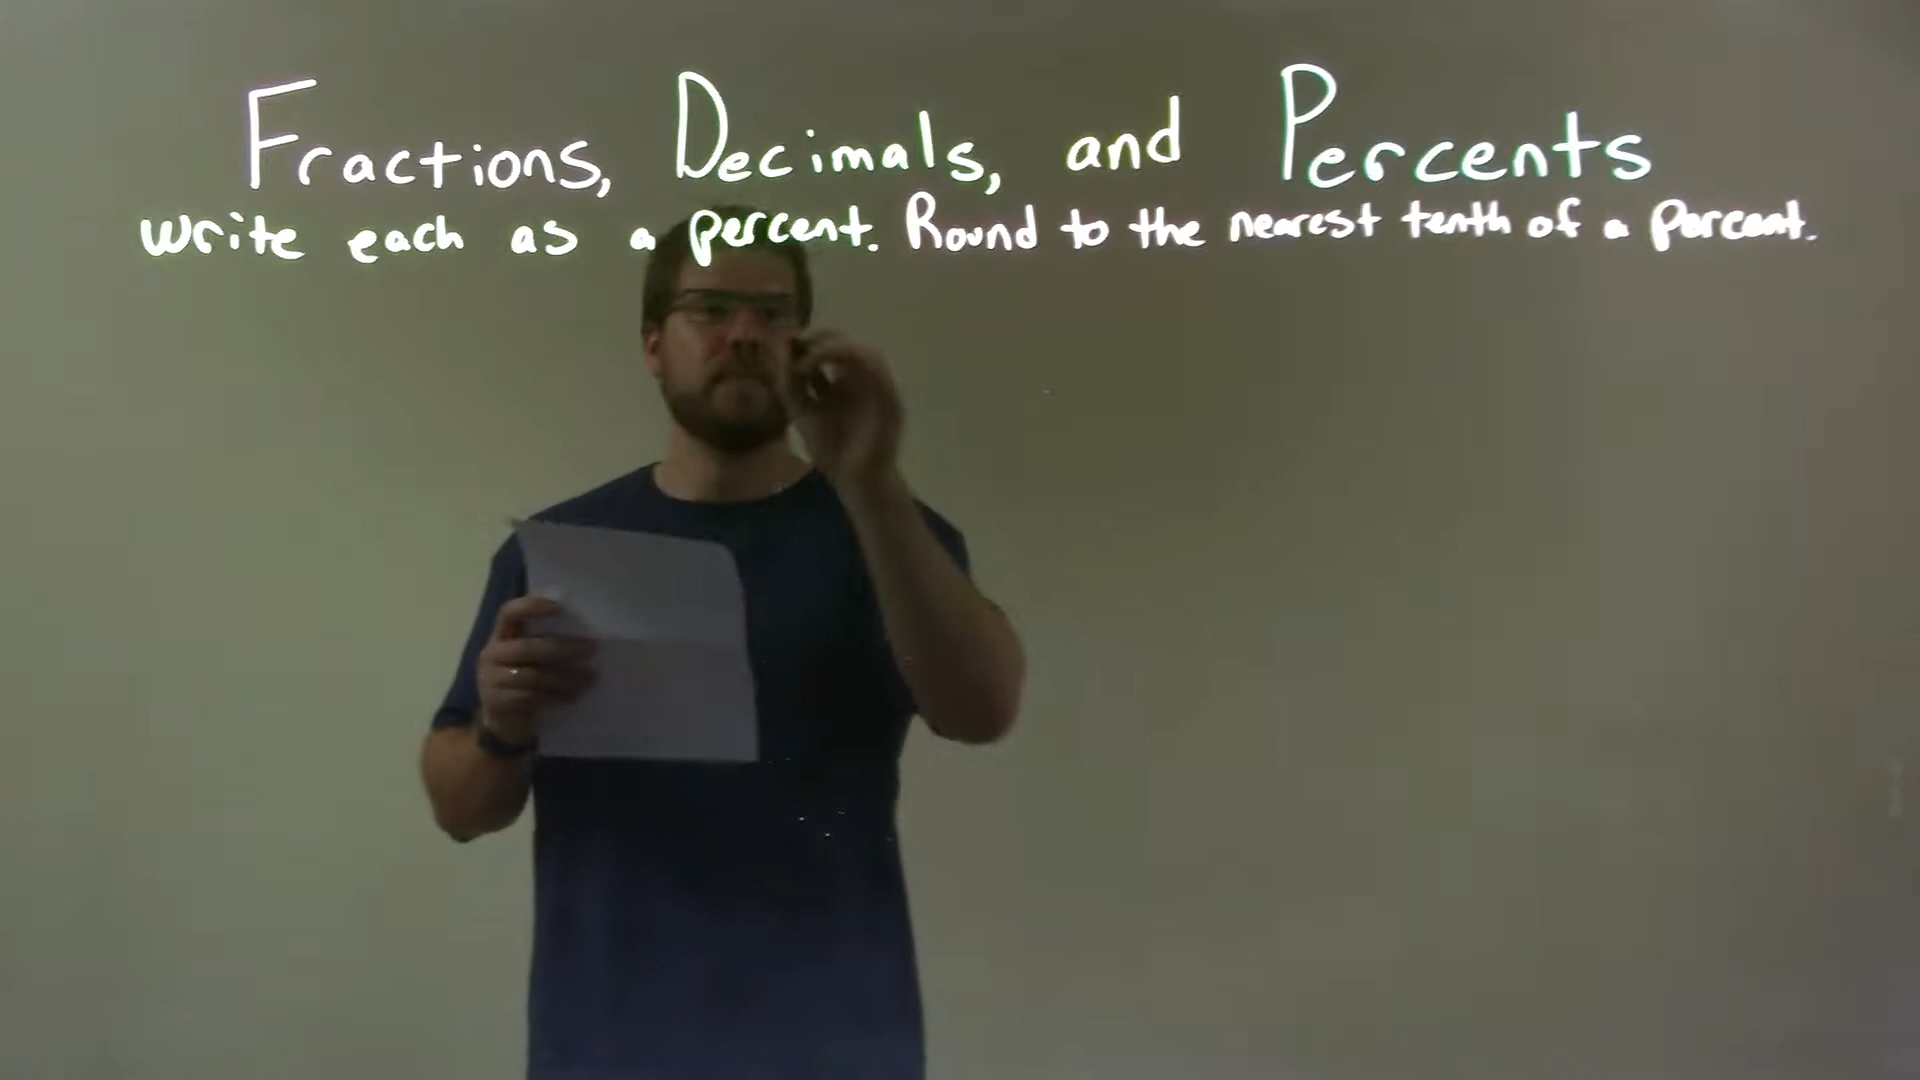 Fractions, Decimals, and Percents
Write each as a percent. Round to the nearest tenth of a percent.